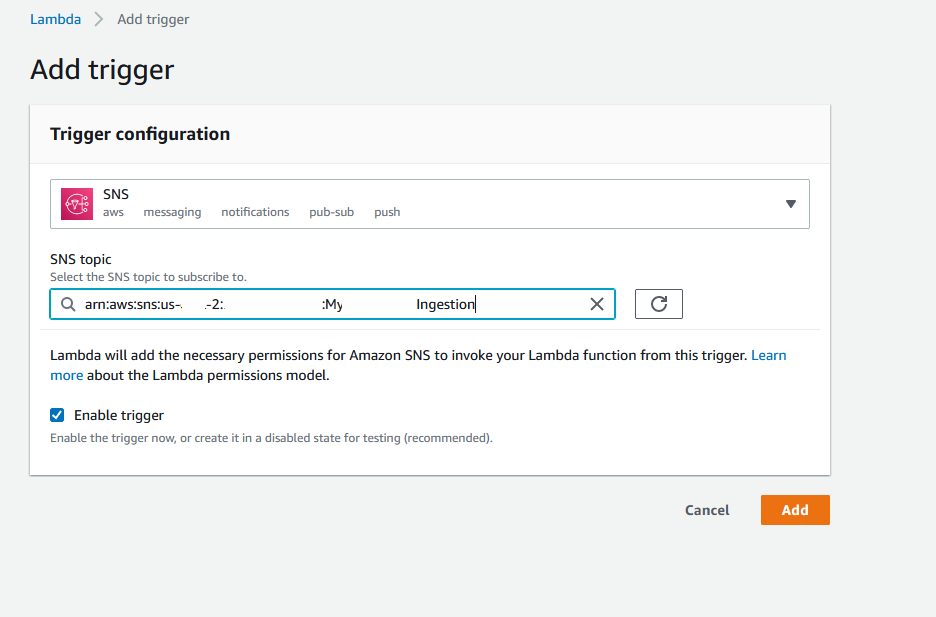 Lambda > Add trigger
Add trigger
Trigger configuration
SNS
aws messaging notifications pub-sub push
SNS topic
Select the SNS topic to subscribe to.
arn:aws:sns:us- -2: :My Ingestion
Lambda will add the necessary permissions for Amazon SNS to invoke your Lambda function from this trigger. Learn
more about the Lambda permissions model.
Enable trigger
Enable the trigger now, or create it in a disabled state for testing (recommended).
Cancel Add